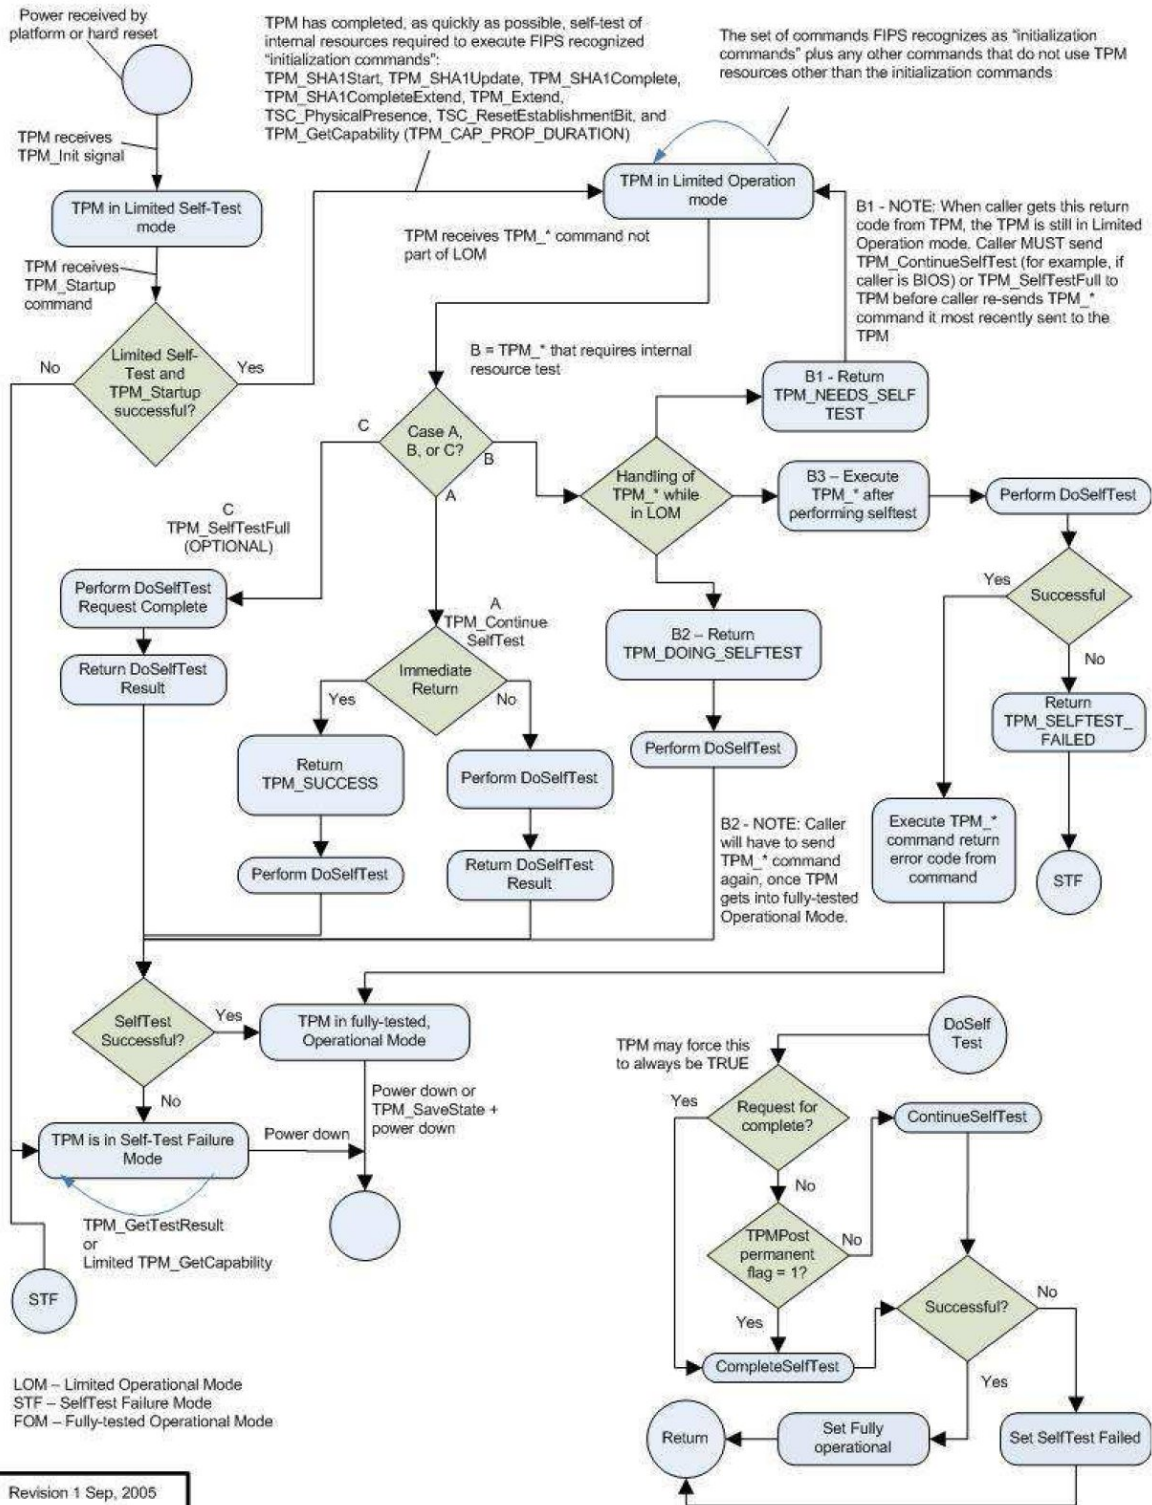 Power received by
platform or hard reset
TPM has completed, as quickly as possible, self-test of
internal resources required to execute FIPS recognized
“initialization commands”:
TPM_SHA1Start, TPM_SHA1Update, TPM_SHA1Complete,
TPM_SHA1CompleteExtend, TPM_Extend,
TSC_PhysicalPresence, TSC_ResetEstablishmentBit, and
TPM_GetCapability (TPM_CAP_PROP_DURATION)
The set of commands FIPS recognizes as “initialization
commands” plus any other commands that do not use TPM
resources other than the initialization commands
TPM receives
TPM_Init signal
TPM in Limited Self-Test
mode
TPM in Limited Operation
mode
TPM receives TPM_* command not
part of LOM
B1 - NOTE: When caller gets this return
code from TPM, the TPM is still in Limited
Operation mode. Caller MUST send
TPM_ContinueSelfTest (for example, if
caller is BIOS) or TPM_SelfTestFull to
TPM before caller re-sends TPM_*
command it most recently sent to the
TPM
TPM receives
TPM_Startup
command
Limited Self-
Test and
TPM_Startup
successful?
No
Yes
B = TPM_* that requires internal
resource test
B1 - Return
TPM_NEEDS_SELF
TEST
Case A,
B, or C?
C
B
A
Handling of
TPM_* while
in LOM
B3 – Execute
TPM_* after
performing selftest
Perform DoSelfTest
C
TPM_SelfTestFull
(OPTIONAL)
Perform DoSelfTest
Request Complete
Return DoSelfTest
Result
A
TPM_Continue
SelfTest
Immediate
Return
Yes
No
B2 – Return
TPM_DOING_SELFTEST
Yes
Successful
No
Return
TPM_SUCCESS
Perform DoSelfTest
Perform DoSelfTest
Return
TPM_SELFTEST_
FAILED
Perform DoSelfTest
Return DoSelfTest
Result
B2 - NOTE: Caller
will have to send
TPM_* command
again, once TPM
gets into fully-tested
Operational Mode.
Execute TPM_*
command return
error code from
command
STF
SelfTest
Successful?
Yes
TPM in fully-tested,
Operational Mode
No
Power down or
TPM_SaveState +
power down
TPM is in Self-Test Failure
Mode
Power down
TPM_GetTestResult
or
Limited TPM_GetCapability
STF
DoSelf
Test
TPM may force this
to always be TRUE
Yes
Request for
complete?
ContinueSelfTest
No
TPMPost
permanent
flag = 1?
No
Yes
Successful?
No
CompleteSelfTest
Yes
Return
Set Fully
operational
Set SelfTest Failed
LOM – Limited Operational Mode
STF – SelfTest Failure Mode
FOM – Fully-tested Operational Mode
Revision 1 Sep, 2005